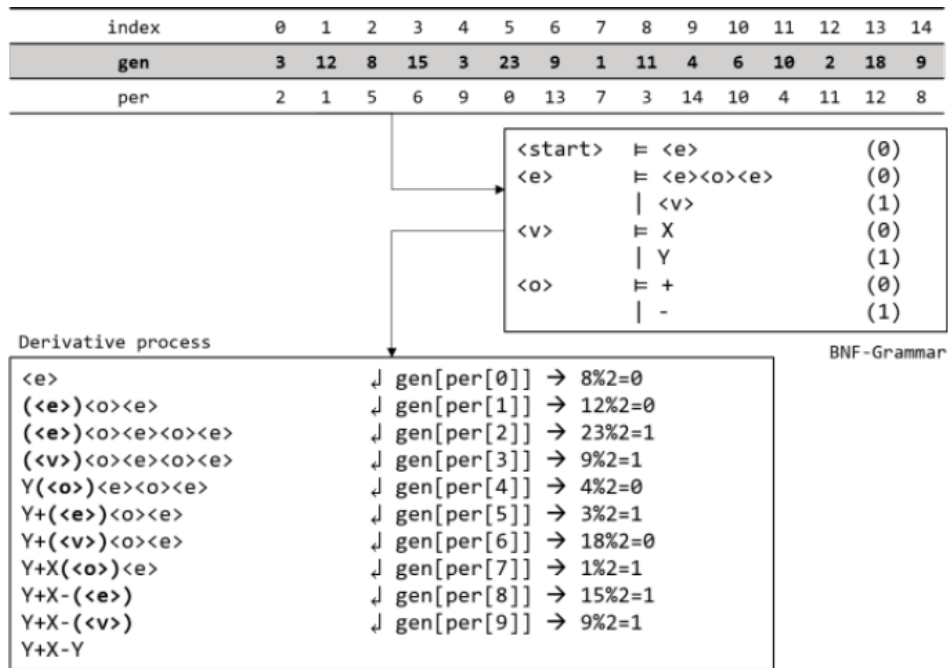 index 0 1 2 3 4 5 6 7 8 9 10 11 12 13 14
gen 3 12 8 15 3 23 9 1 11 4 6 10 2 18 9
per 2 1 5 6 9 0 13 7 3 14 10 4 11 12 8
<start> ⊨ <e> (0)
<e> ⊨ <e><o><e> (0)
| <v> (1)
<v> ⊨ X (0)
| Y (1)
<o> ⊨ + (0)
| - (1)
BNF-Grammar
Derivative process
<e> ↲ gen[per[0]] → 8%2=0
(<e>)<o><e> ↲ gen[per[1]] → 12%2=0
(<e>)<o><e><o><e> ↲ gen[per[2]] → 23%2=1
(<v>)<o><e><o><e> ↲ gen[per[3]] → 9%2=1
Y(<o>)<e><o><e> ↲ gen[per[4]] → 4%2=0
Y+(<e>)<o><e> ↲ gen[per[5]] → 3%2=1
Y+(<v>)<o><e> ↲ gen[per[6]] → 18%2=0
Y+X(<o>)<e> ↲ gen[per[7]] → 1%2=1
Y+X-(<e>) ↲ gen[per[8]] → 15%2=1
Y+X-(<v>) ↲ gen[per[9]] → 9%2=1
Y+X-Y